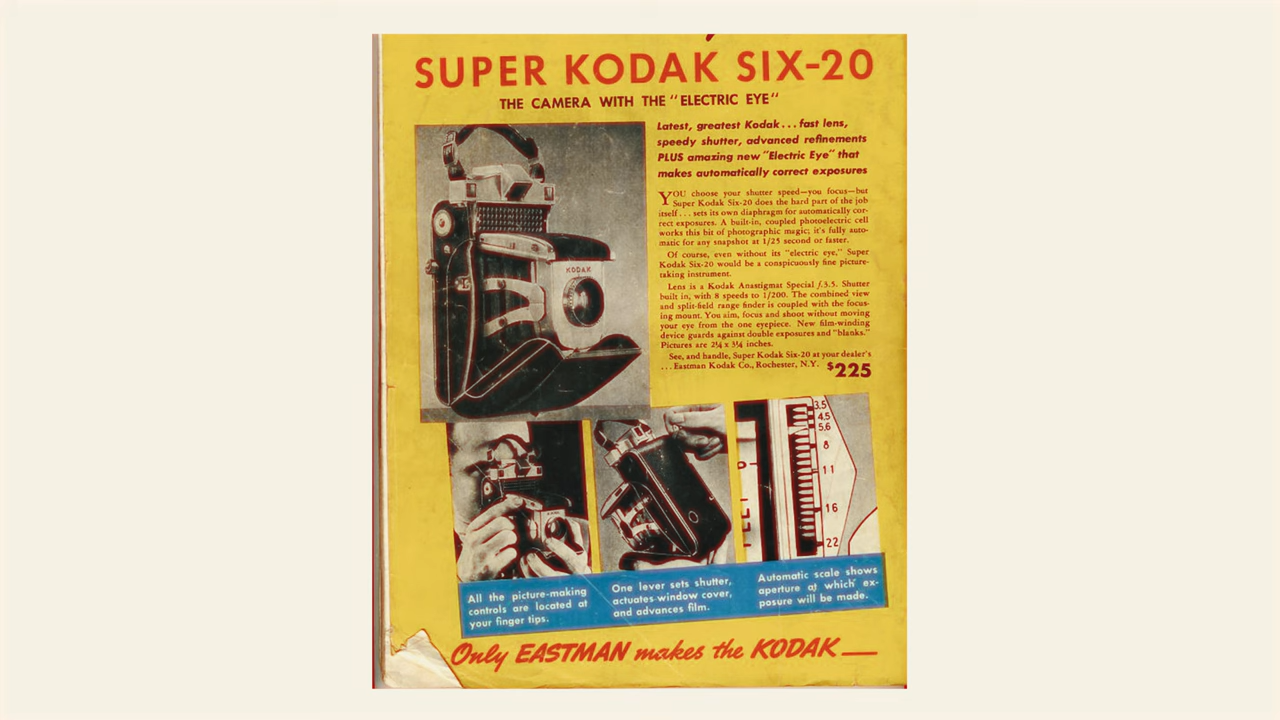 SUPER KODAK SIX-20
THE CAMERA WITH THE "ELECTRIC EYE"
Latest, greatest Kodak... fast lens,
speedy shutter, advanced refinements
PLUS amazing new "Electric Eye" that
makes automatically correct exposures
YOU choose your shutter speed—you focus—but
Super Kodak Six-20 does the hard part of the job
itself... sets its own diaphragm for automatically cor-
rect exposures. A built-in, coupled photoelectric cell
works this bit of photographic magic; it's fully auto-
matic for any snapshot at 1/25 second or faster.
Of course, even without its "electric eye," Super
Kodak Six-20 would be a conspicuously fine picture-
taking instrument.
Lens is a Kodak Anastigmat Special f.3.5. Shutter
built in, with 8 speeds to 1/200. The combined view
and split-field range finder is coupled with the focus-
ing mount. You aim, focus and shoot without moving
your eye from the one eyepiece. New film-winding
device guards against double exposures and "blanks."
Pictures are 2¼ x 3¼ inches.
See, and handle, Super Kodak Six-20 at your dealer's
... Eastman Kodak Co., Rochester, N.Y. $225
KODAK
FEET
3.5
4.5
5.6
8
11
16
22
All the picture-making
controls are located at
your finger tips.
One lever sets shutter,
actuates window cover,
and advances film.
Automatic scale shows
aperture at which ex-
posure will be made.
Only EASTMAN makes the KODAK—